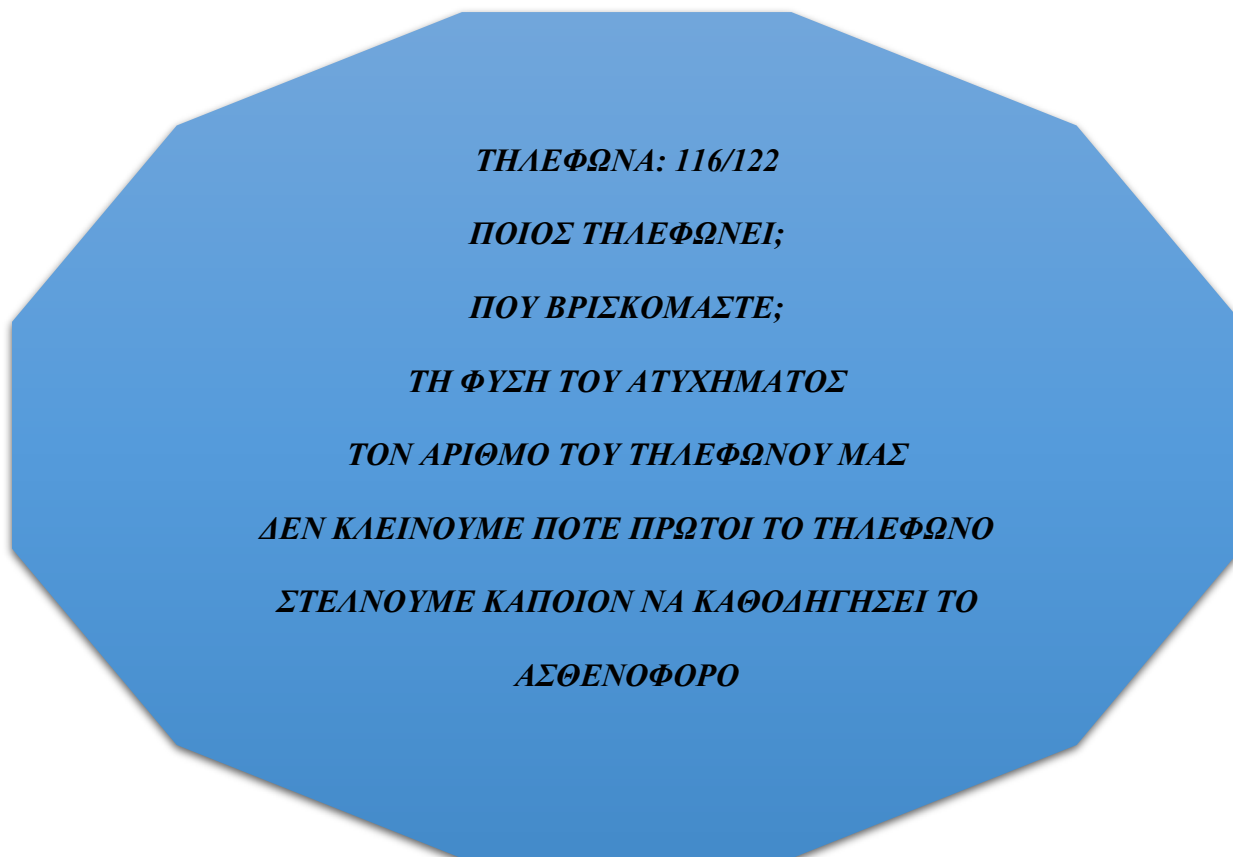 ΤΗΛΕΦΩΝΑ: 116/122
ΠΟΙΟΣ ΤΗΛΕΦΩΝΕΙ;
ΠΟΥ ΒΡΙΣΚΟΜΑΣΤΕ;
ΤΗ ΦΥΣΗ ΤΟΥ ΑΤΥΧΗΜΑΤΟΣ
ΤΟΝ ΑΡΙΘΜΟ ΤΟΥ ΤΗΛΕΦΩΝΟΥ ΜΑΣ
ΔΕΝ ΚΛΕΙΝΟΥΜΕ ΠΟΤΕ ΠΡΩΤΟΙ ΤΟ ΤΗΛΕΦΩΝΟ
ΣΤΕΛΝΟΥΜΕ ΚΑΠΟΙΟΝ ΝΑ ΚΑΘΟΔΗΓΗΣΕΙ ΤΟ
ΑΣΘΕΝΟΦΟΡΟ